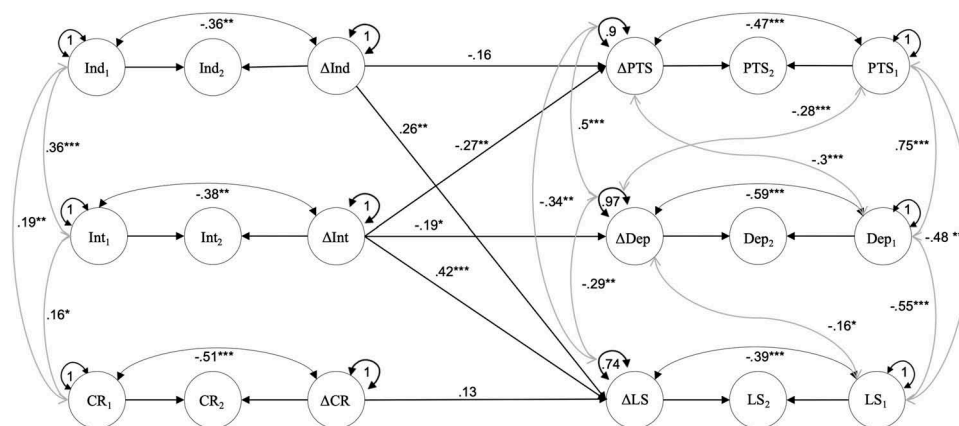 -.36** -.47***
1 1 .9 1
Ind₁ Ind₂ ΔInd -.16 ΔPTS PTS₂ PTS₁
-.28***
.26** .5***
.36*** -.27** -.3*** .75***
-.38** -.59***
.19** 1 1 -.34** .97 1
Int₁ Int₂ ΔInt -.19* ΔDep Dep₂ Dep₁ -.48
.42*** -.29**
.16* -.16* -.55***
-.51*** -.39***
1 1 .74 1
CR₁ CR₂ ΔCR .13 ΔLS LS₂ LS₁